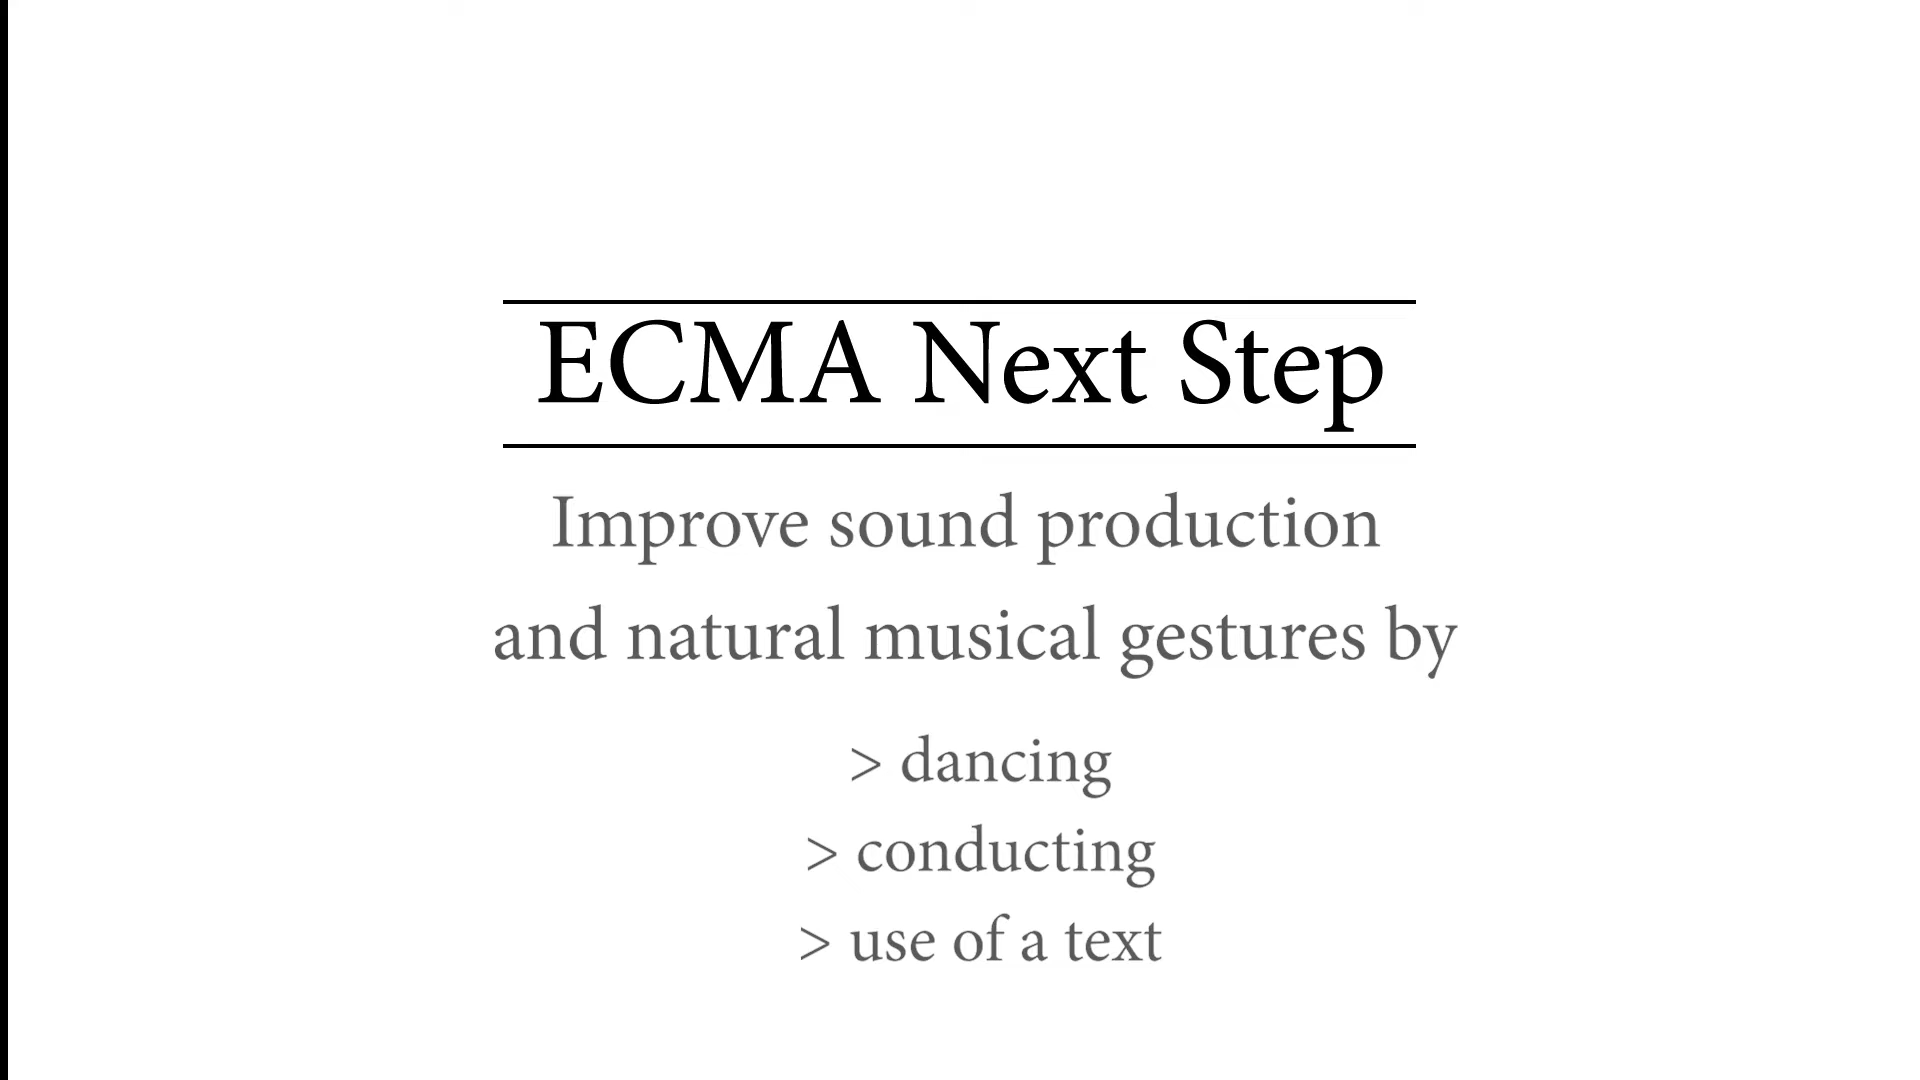 ECMA Next Step
Improve sound production
and natural musical gestures by
> dancing
> conducting
> use of a text